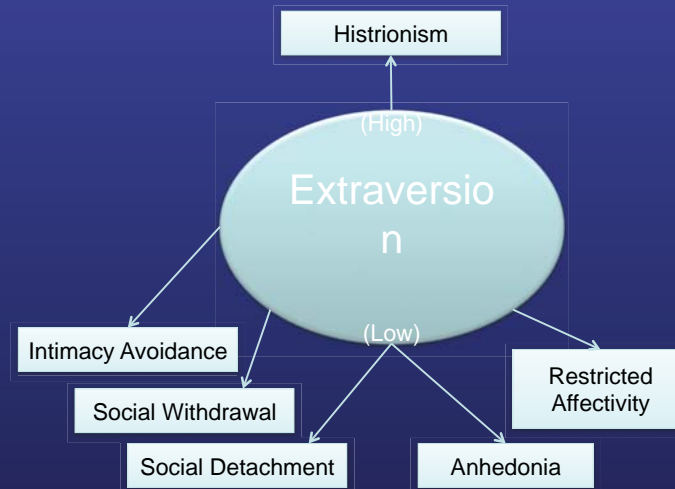 Histrionism
(High)
Extraversio
n
(Low)
Intimacy Avoidance
Social Withdrawal
Social Detachment
Anhedonia
Restricted
Affectivity